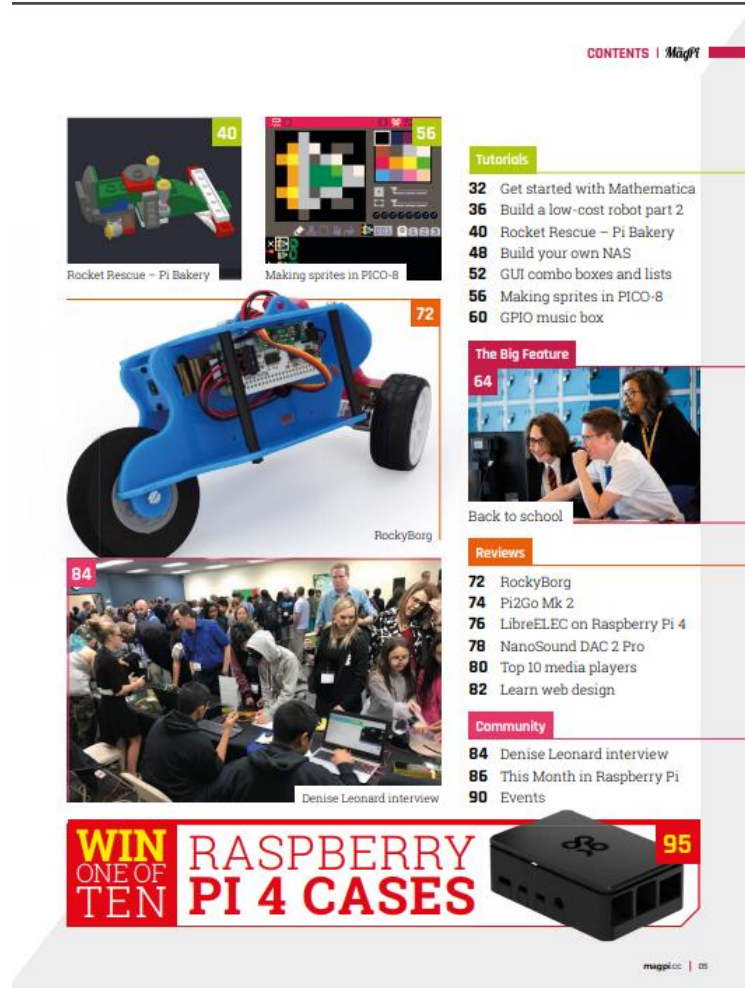 CONTENTS | MagPi
40
Rocket Rescue – Pi Bakery
56
Making sprites in PICO-8
72
RockyBorg
84
Denise Leonard interview
Tutorials
32 Get started with Mathematica
36 Build a low-cost robot part 2
40 Rocket Rescue – Pi Bakery
48 Build your own NAS
52 GUI combo boxes and lists
56 Making sprites in PICO-8
60 GPIO music box
The Big Feature
64
Back to school
Reviews
72 RockyBorg
74 Pi2Go Mk 2
76 LibreELEC on Raspberry Pi 4
78 NanoSound DAC 2 Pro
80 Top 10 media players
82 Learn web design
Community
84 Denise Leonard interview
86 This Month in Raspberry Pi
90 Events
WIN
ONE OF
TEN
RASPBERRY
PI 4 CASES
95
magpi.cc | 05